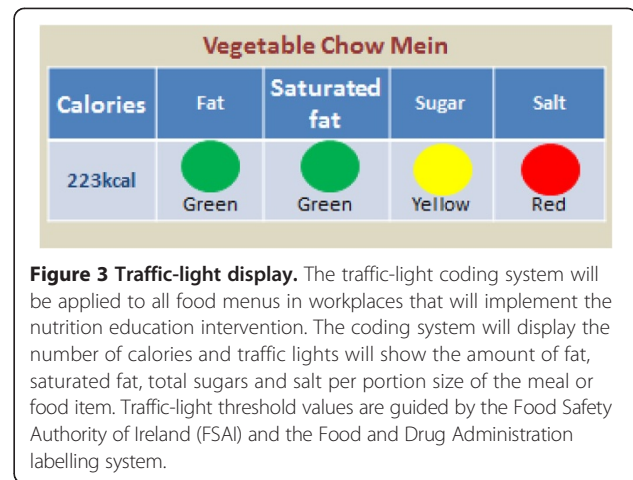 Vegetable Chow Mein
Calories Fat Saturated fat Sugar Salt
223kcal Green Green Yellow Red
Figure 3 Traffic-light display. The traffic-light coding system will
be applied to all food menus in workplaces that will implement the
nutrition education intervention. The coding system will display the
number of calories and traffic lights will show the amount of fat,
saturated fat, total sugars and salt per portion size of the meal or
food item. Traffic-light threshold values are guided by the Food Safety
Authority of Ireland (FSAI) and the Food and Drug Administration
labelling system.